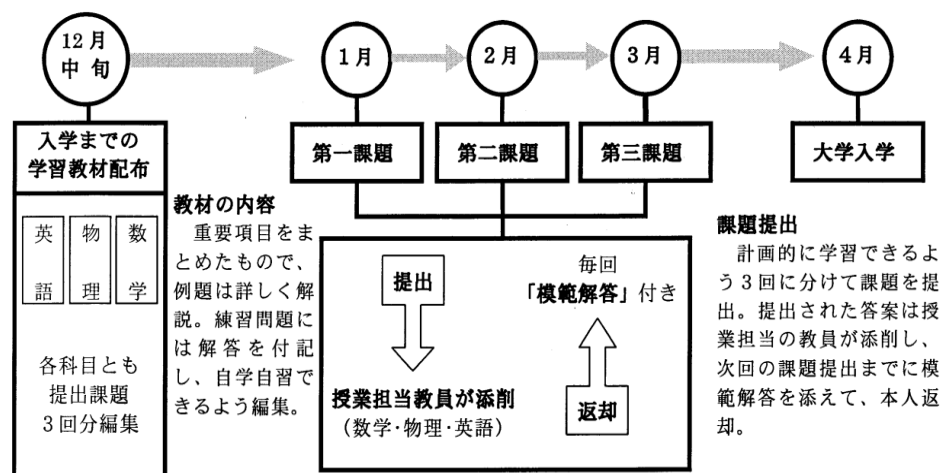 12月
中旬
1月
2月
3月
4月
入学までの
学習教材配布
第一課題
第二課題
第三課題
大学入学
英語
物理
数学
各科目とも
提出課題
3回分編集
教材の内容
重要項目をま
とめたもので、
例題は詳しく解
説。練習問題に
は解答を付記
し、自学自習で
きるよう編集。
提出
授業担当教員が添削
(数学·物理·英語)
毎回
「模範解答」付き
返却
課題提出
計画的に学習できるよ
う3回に分けて課題を提
出。提出された答案は授
業担当の教員が添削し、
次回の課題提出までに模
範解答を添えて、本人返
却。